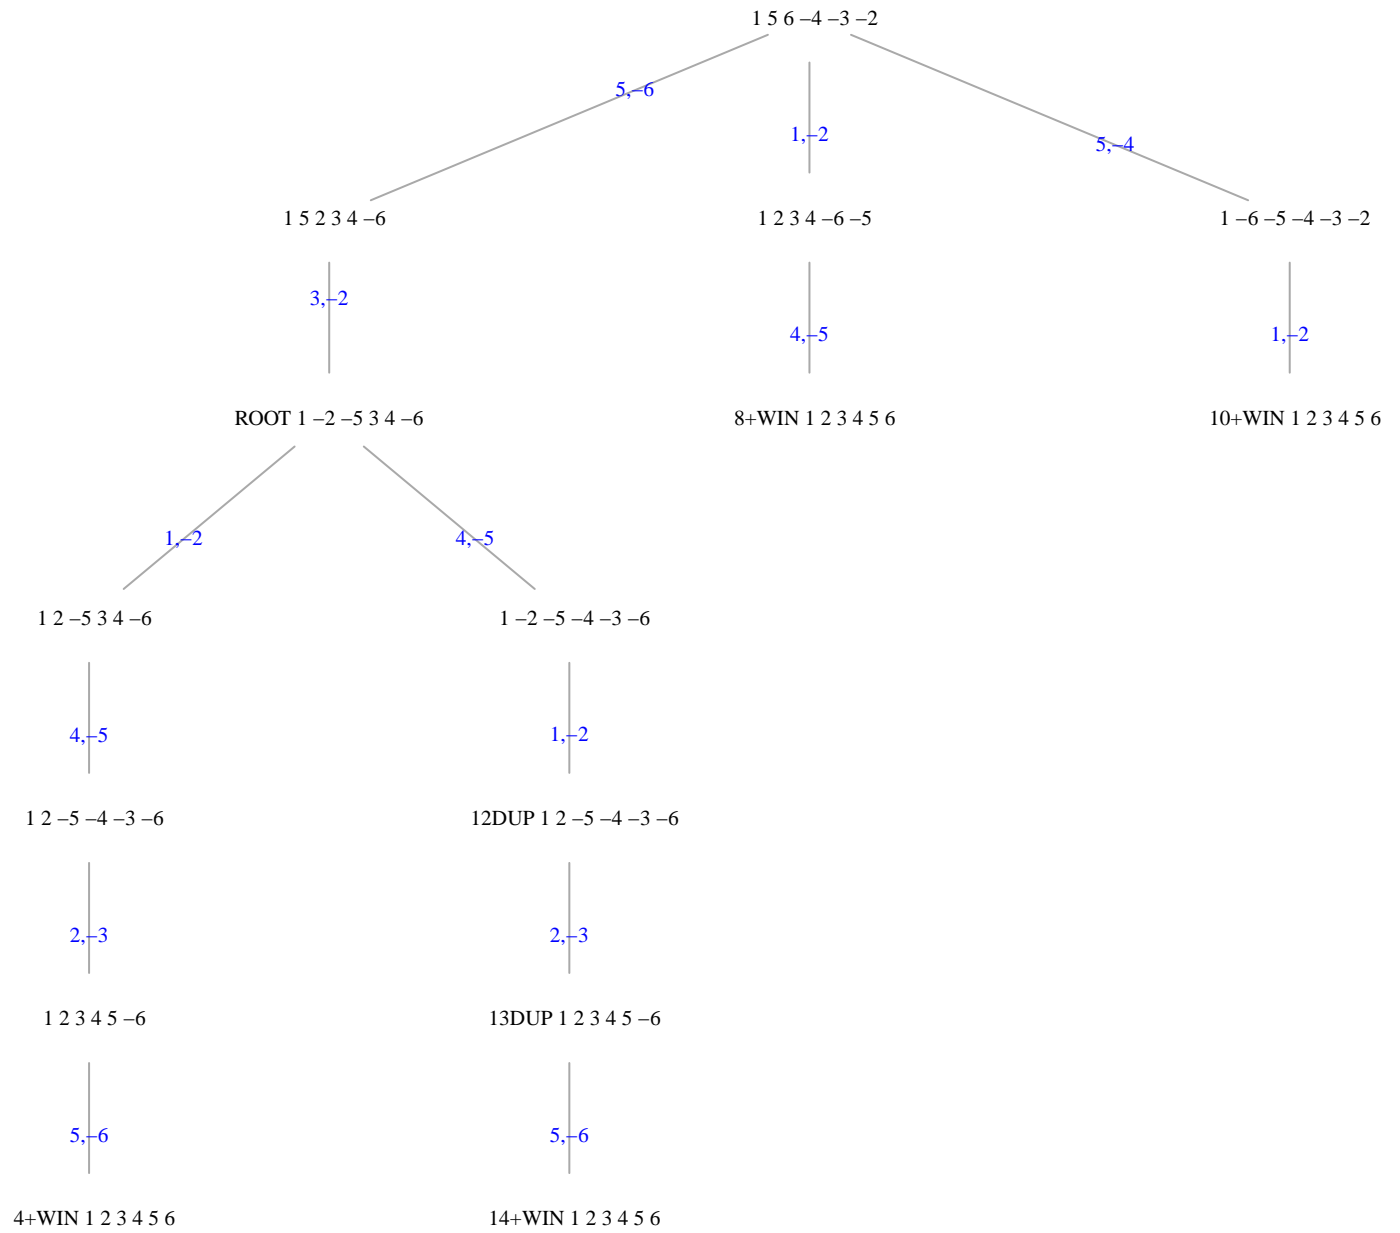 1 5 6 –4 –3 –2
5,–6
1,–2
5,–4
1 5 2 3 4 –6
1 2 3 4 –6 –5
1 –6 –5 –4 –3 –2
3,–2
4,–5
1,–2
ROOT 1 –2 –5 3 4 –6
8+WIN 1 2 3 4 5 6
10+WIN 1 2 3 4 5 6
1,–2
4,–5
1 2 –5 3 4 –6
1 –2 –5 –4 –3 –6
4,–5
1,–2
1 2 –5 –4 –3 –6
12DUP 1 2 –5 –4 –3 –6
2,–3
2,–3
1 2 3 4 5 –6
13DUP 1 2 3 4 5 –6
5,–6
5,–6
4+WIN 1 2 3 4 5 6
14+WIN 1 2 3 4 5 6